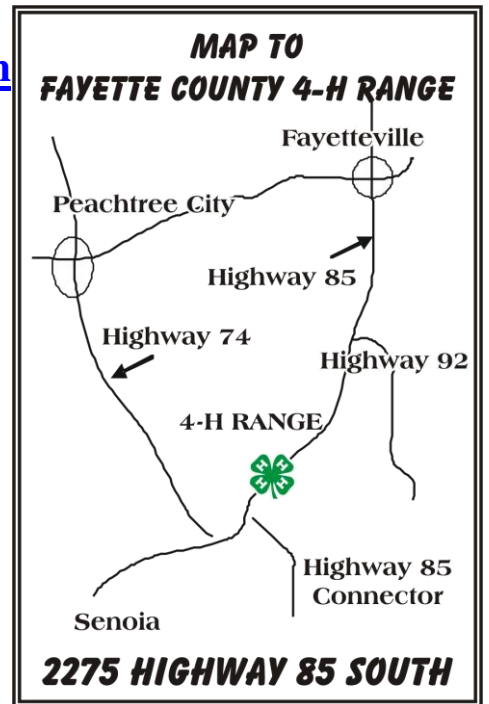 n
MAP TO
FAYETTE COUNTY 4-H RANGE
Fayetteville
Peachtree City
Highway 85
Highway 74
Highway 92
4-H RANGE
H H
H H
Highway 85
Connector
Senoia
2275 HIGHWAY 85 SOUTH